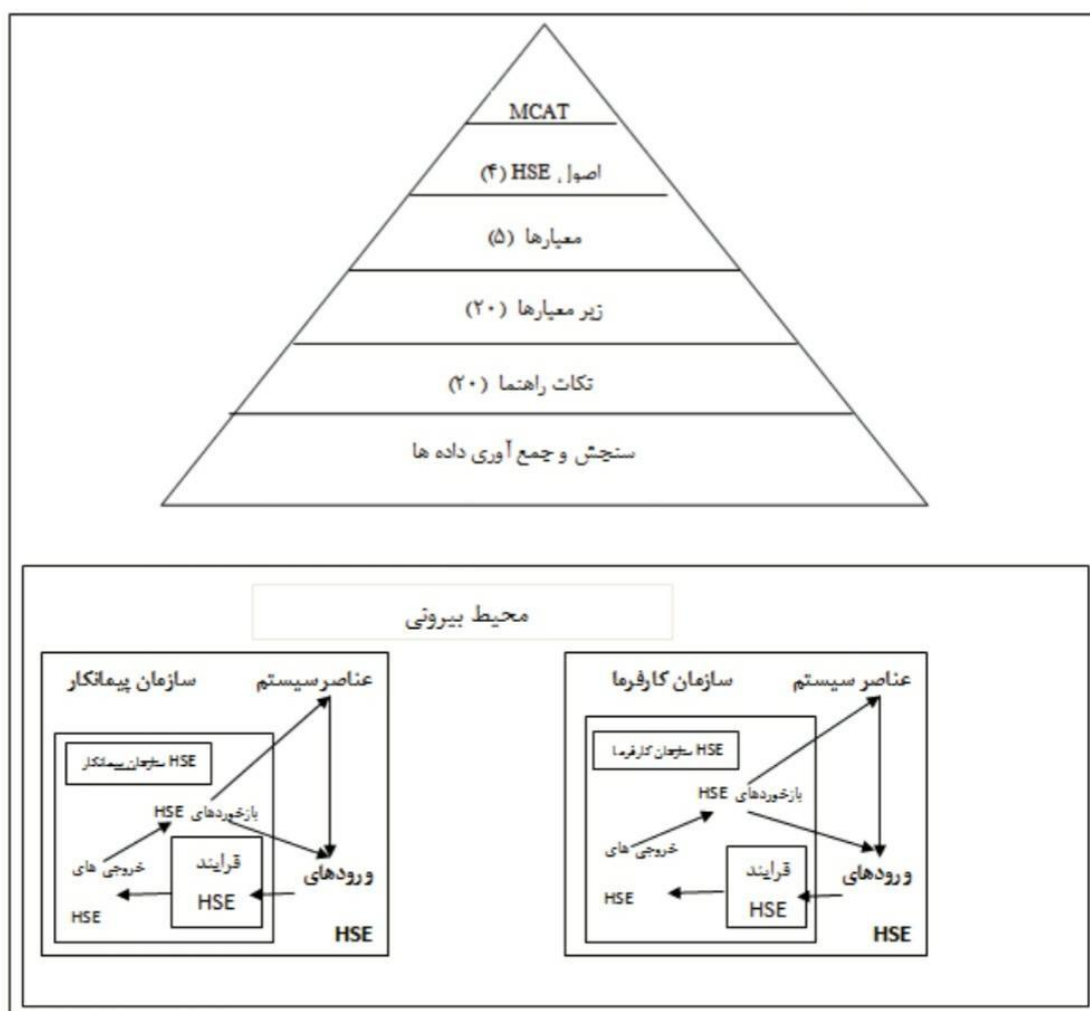 MCAT
اصول HSE (۴)
معیارها (۵)
زیر معیارها (۲۰)
نکات راهنما (۲۰)
سنجش و جمع آوری داده ها
محیط بیرونی
عناصر سیستم
سازمان کارفرما
HSE سازمان کارفرما
بازخوردهای HSE
خروجی های
HSE
فرایند
HSE
ورودهای
HSE
عناصر سیستم
سازمان پیمانکار
HSE سازمان پیمانکار
بازخوردهای HSE
خروجی های
HSE
فرایند
HSE
ورودهای
HSE